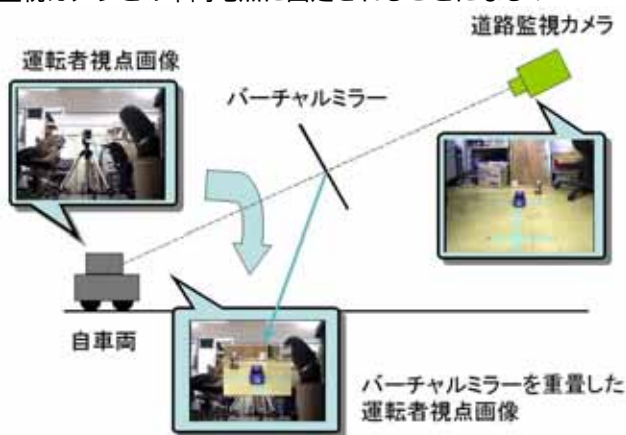 道路監視カメラ
運転者視点画像
バーチャルミラー
自車両
バーチャルミラーを重畳した
運転者視点画像